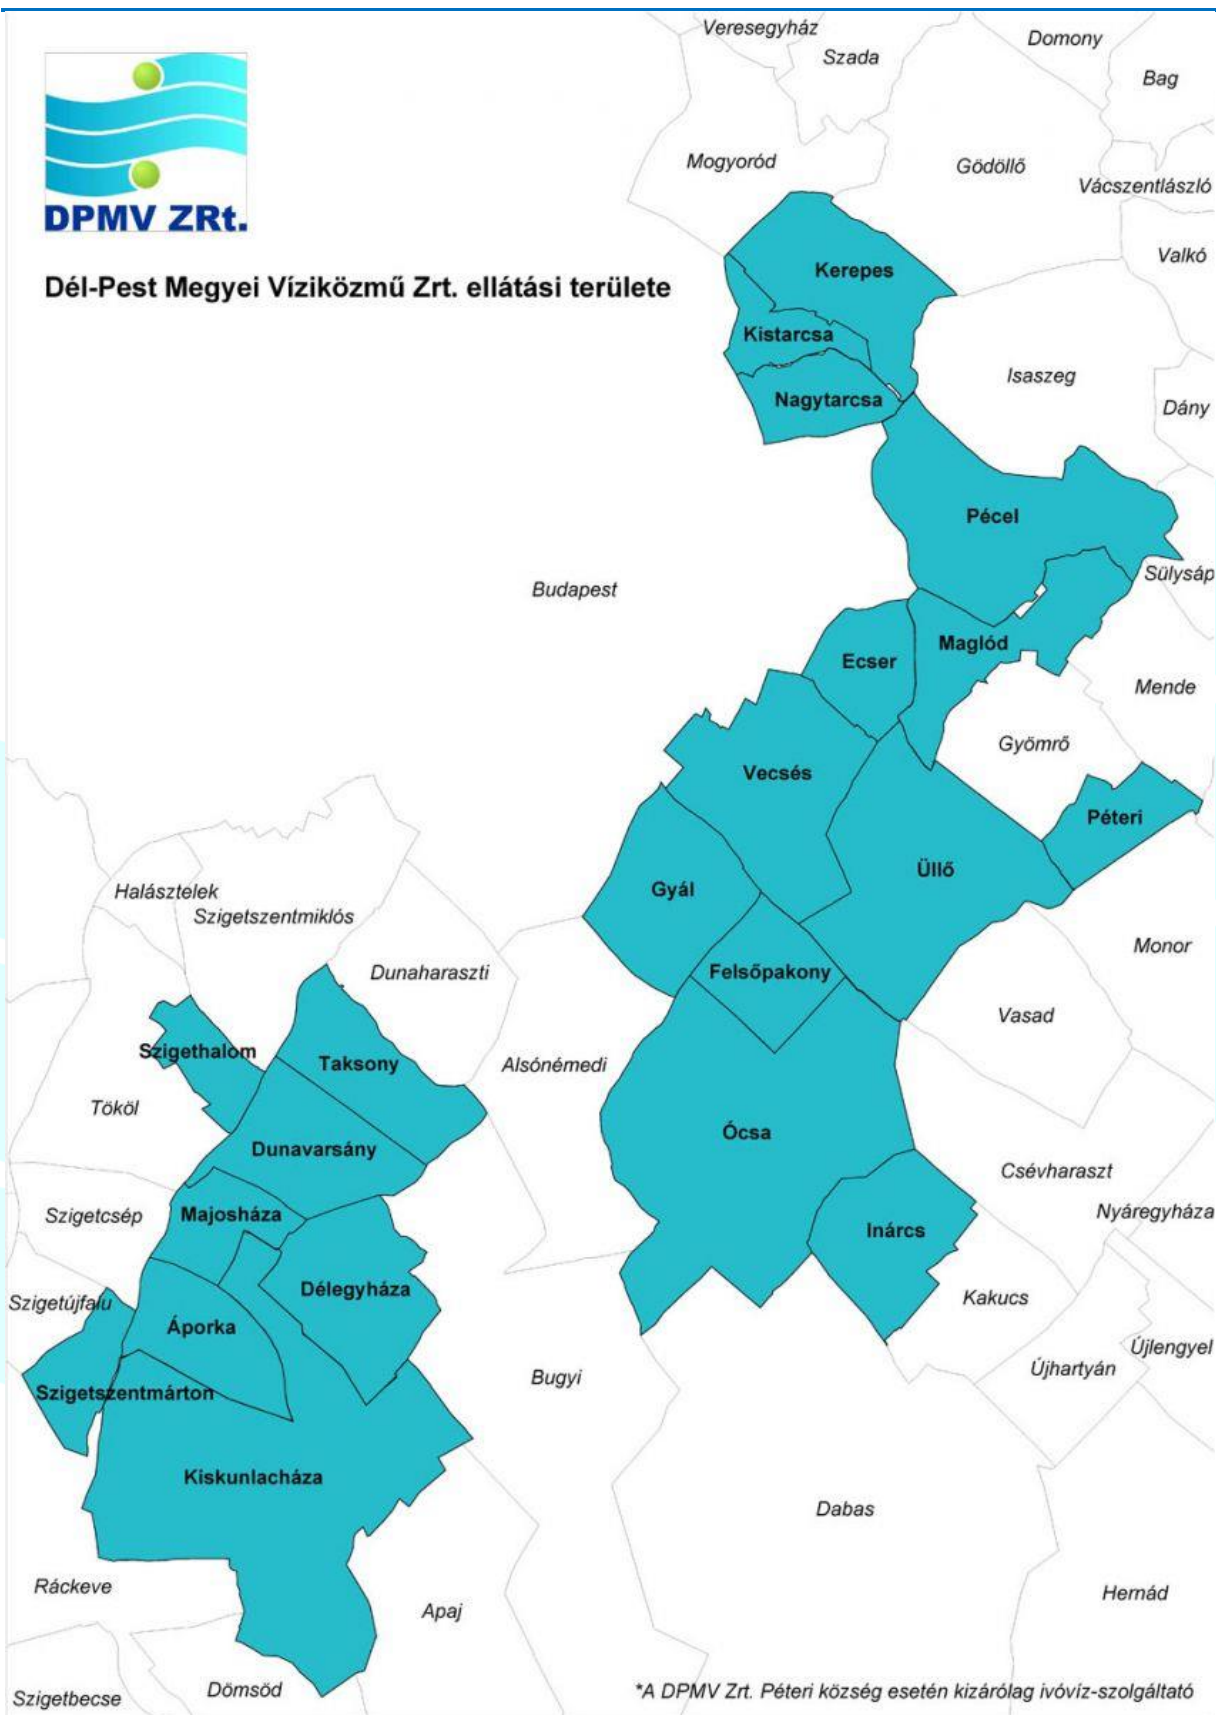 Veresegyház
Szada
Domony
Bag
DPMV ZRt.
Mogyoród
Gödöllő
Vácszentlászló
Valkó
Dél-Pest Megyei Víziközmű Zrt. ellátási területe
Kerepes
Kistarcsa
Isaszeg
Nagytarcsa
Dány
Pécel
Sülysáp
Budapest
Maglód
Ecser
Mende
Gyömrő
Vecsés
Péteri
Üllő
Gyál
Halásztelek
Szigetszentmiklós
Monor
Dunaharaszti
Felsőpakony
Vasad
Szigethalom
Taksony
Alsónémedi
Tököl
Ócsa
Dunavarsány
Csévharaszt
Szigetcsép
Majosháza
Nyáregyháza
Inárcs
Délegyháza
Kakucs
Szigetújfalu
Áporka
Újlengyel
Újhartyán
Bugyi
Szigetszentmárton
Kiskunlacháza
Dabas
Ráckeve
Hernád
Apaj
Dömsöd
Szigetbecse
*A DPMV Zrt. Péteri község esetén kizárólag ivóvíz-szolgáltató